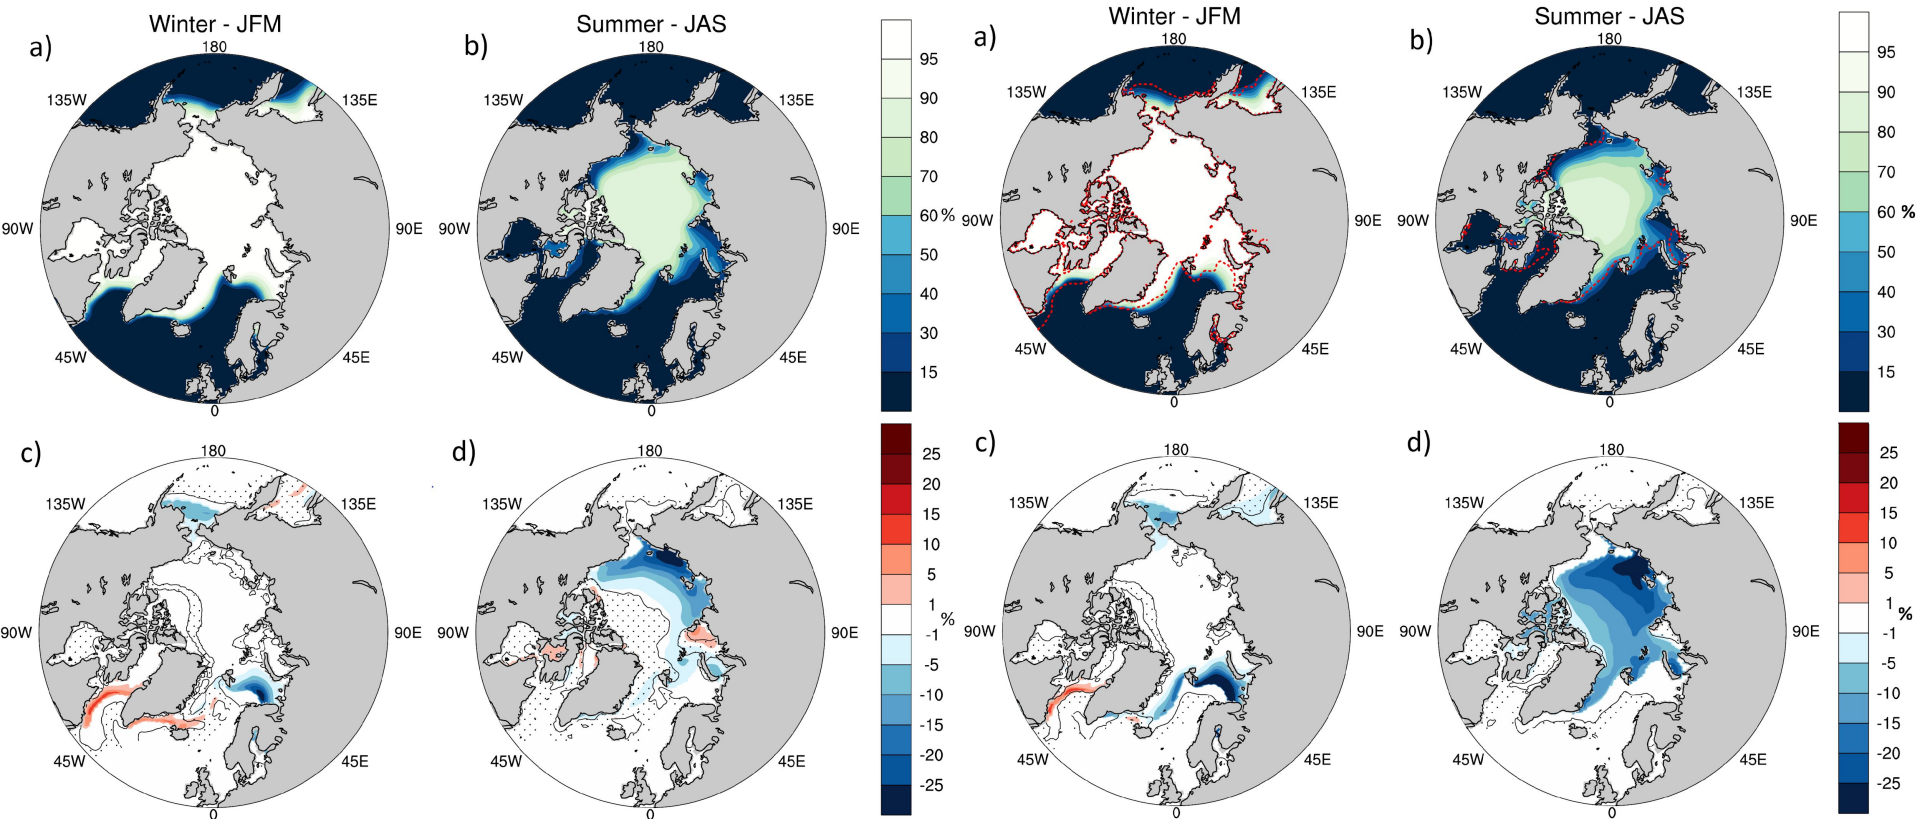 Winter - JFM
Summer - JAS
a)
b)
180
180
135W
135E
135W
135E
90W
90E
90W
90E
45W
45E
45W
45E
0
0
95
90
80
70
60 %
50
40
30
15
Winter - JFM
Summer - JAS
a)
b)
180
180
135W
135E
135W
135E
90W
90E
90W
90E
45W
45E
45W
45E
0
0
95
90
80
70
60 %
50
40
30
15
c)
d)
180
180
135W
135E
135W
135E
90W
90E
90W
90E
45W
45E
45W
45E
0
0
25
20
15
10
5
1
%
-1
-5
-10
-15
-20
-25
c)
d)
180
180
135W
135E
135W
135E
90W
90E
90W
90E
45W
45E
45W
45E
0
0
25
20
15
10
5
1
%
-1
-5
-10
-15
-20
-25